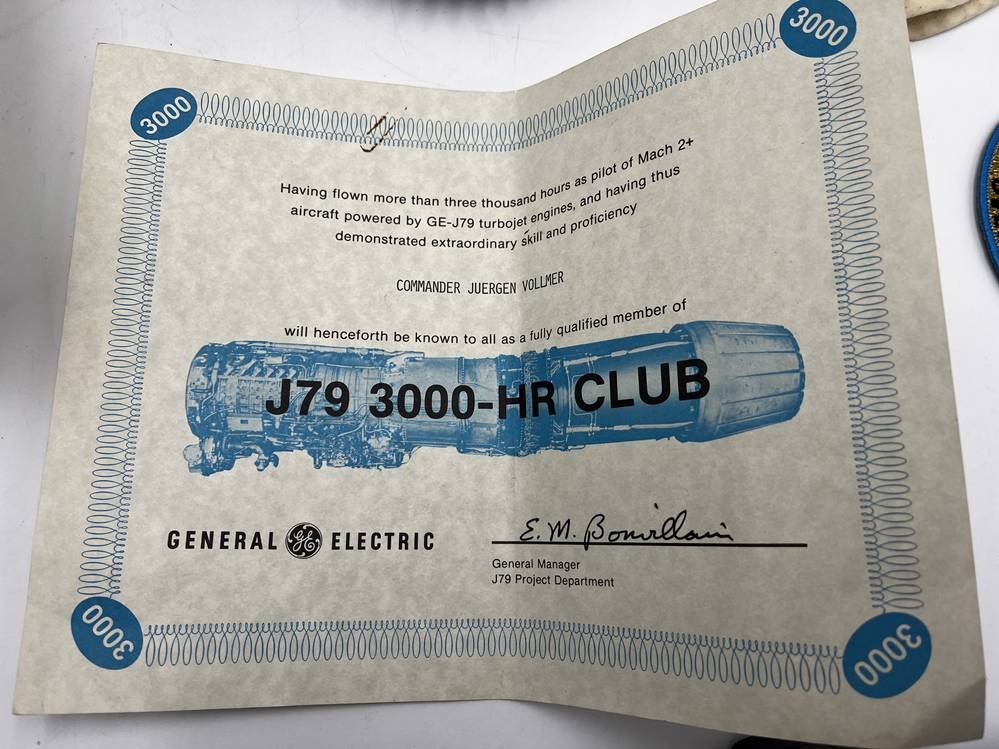 3000
3000
Having flown more than three thousand hours as pilot of Mach 2+
aircraft powered by GE-J79 turbojet engines, and having thus
demonstrated extraordinary skill and proficiency
COMMANDER JUERGEN VOLLMER
will henceforth be known to all as a fully qualified member of
J79 3000-HR CLUB
GENERAL GE ELECTRIC
E. M. Bonvillain
General Manager
J79 Project Department
3000
3000